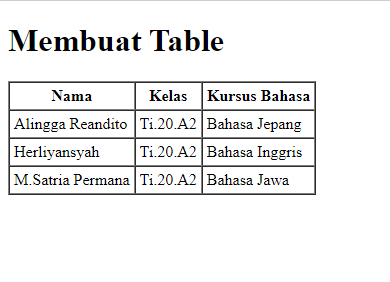 Membuat Table
Nama Kelas Kursus Bahasa
Alingga Reandito Ti.20.A2 Bahasa Jepang
Herliyansyah Ti.20.A2 Bahasa Inggris
M.Satria Permana Ti.20.A2 Bahasa Jawa